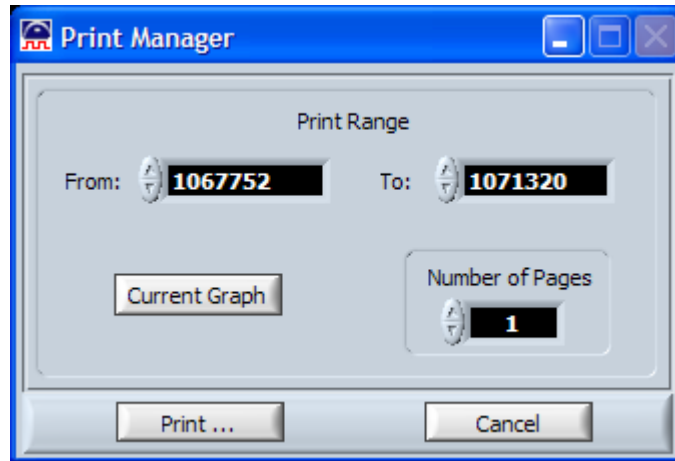 Print Manager
Print Range
From: 1067752 To: 1071320
Current Graph
Number of Pages
1
Print ... Cancel